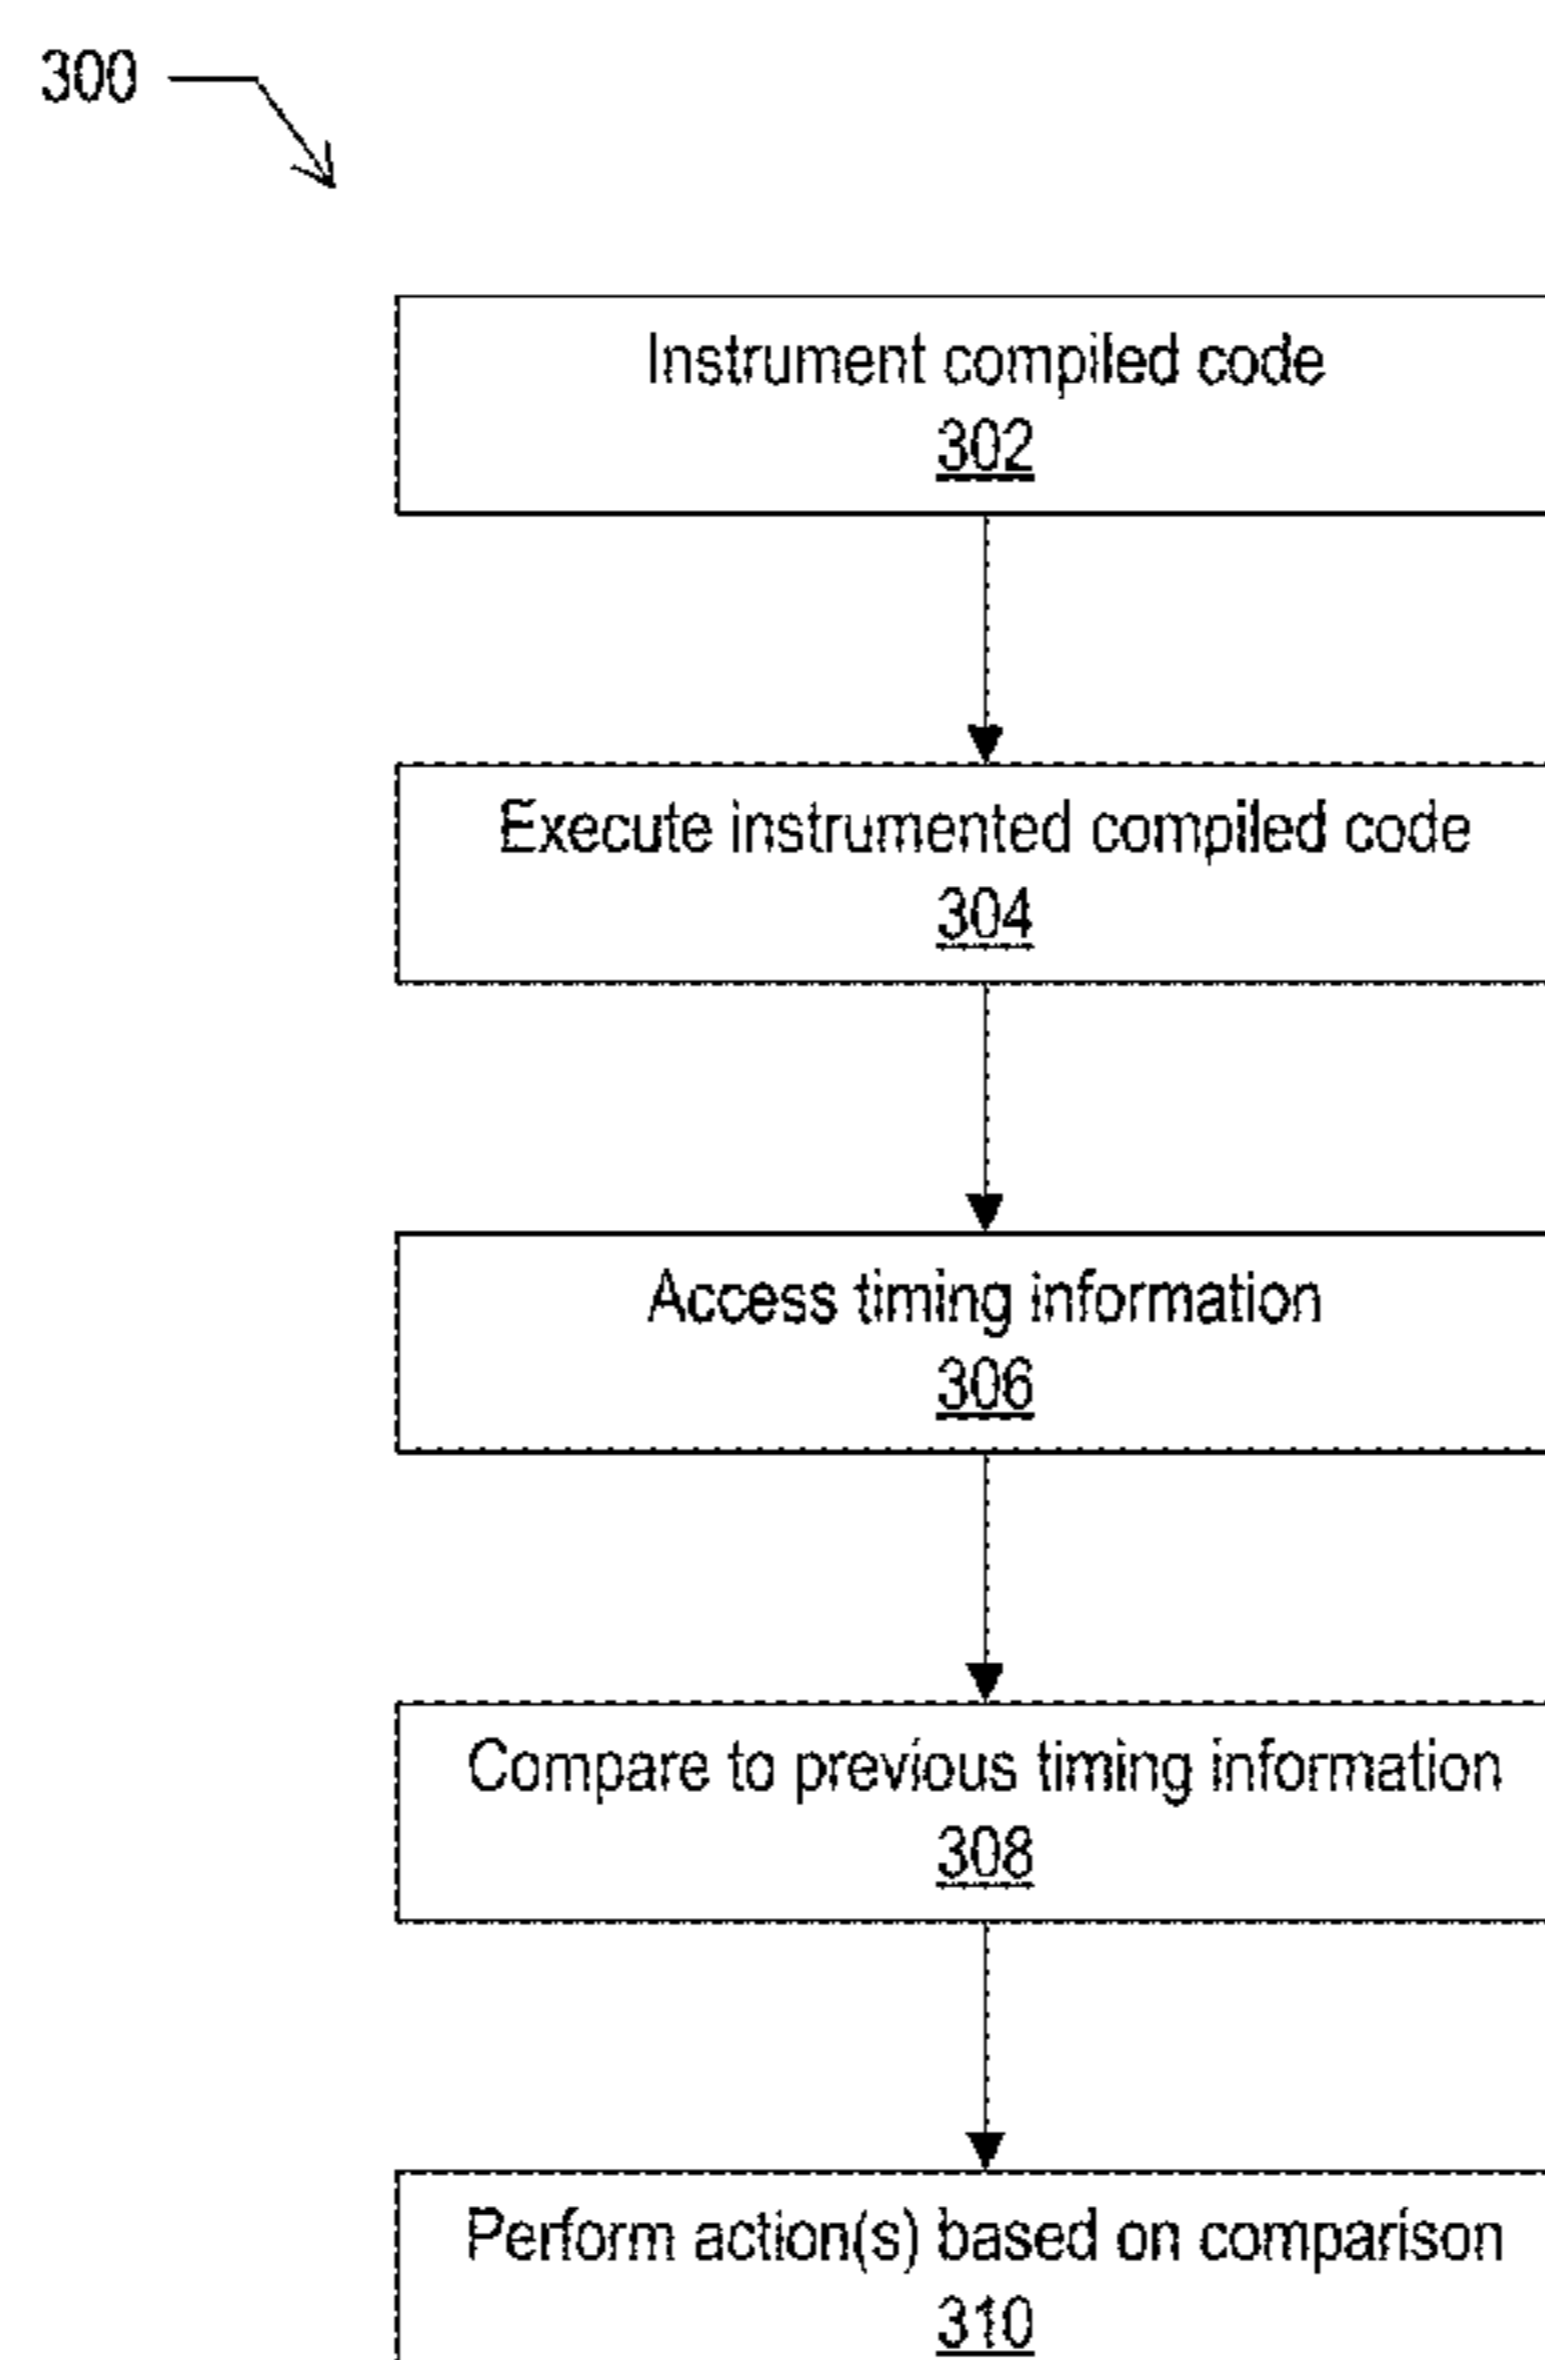 300
Instrument compiled code
302
Execute instrumented compiled code
304
Access timing information
306
Compare to previous timing information
308
Perform action(s) based on comparison
310